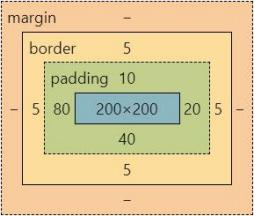 margin –
border 5
padding 10
– 5 80 200×200 20 5 –
40
5
–